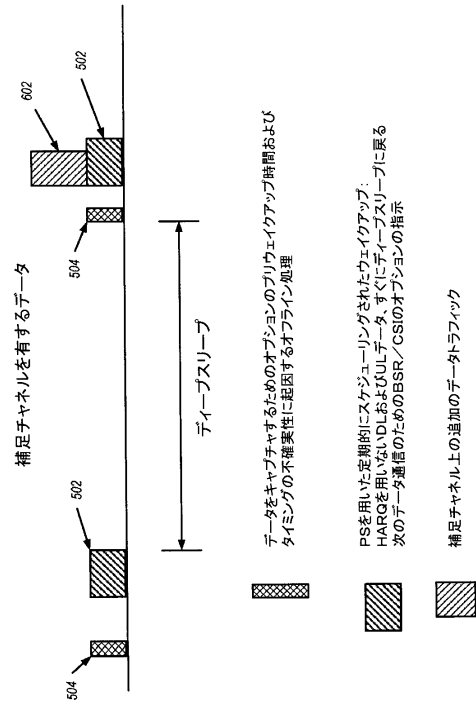 補足チャネルを有するデータ
504
502
ディープスリープ
504
602
502
データをキャプチャするためのオプションのプリウェイクアップ時間および
タイミングの不確実性に起因するオフライン処理
PSを用いた定期的にスケジューリングされたウェイクアップ:
HARQを用いないDLおよびULデータ、すぐにディープスリープに戻る
次のデータ通信のためのBSR/CSIのオプションの指示
補足チャネル上の追加のデータトラフィック